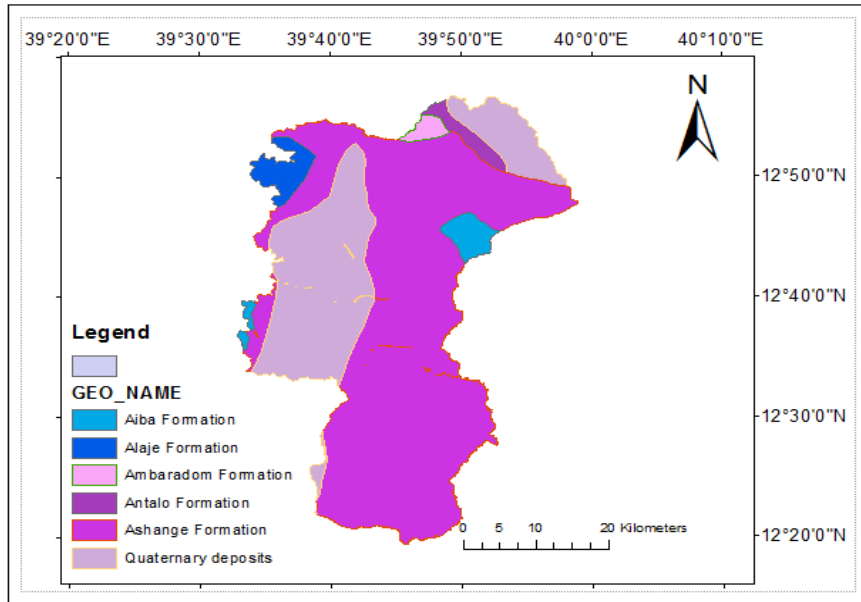 39°20'0"E 39°30'0"E 39°40'0"E 39°50'0"E 40°0'0"E 40°10'0"E
N
12°50'0"N
12°40'0"N
12°30'0"N
12°20'0"N
Legend
GEO_NAME
Aiba Formation
Alaje Formation
Ambaradom Formation
Antalo Formation
Ashange Formation
Quaternary deposits
0 5 10 20 Kilometers